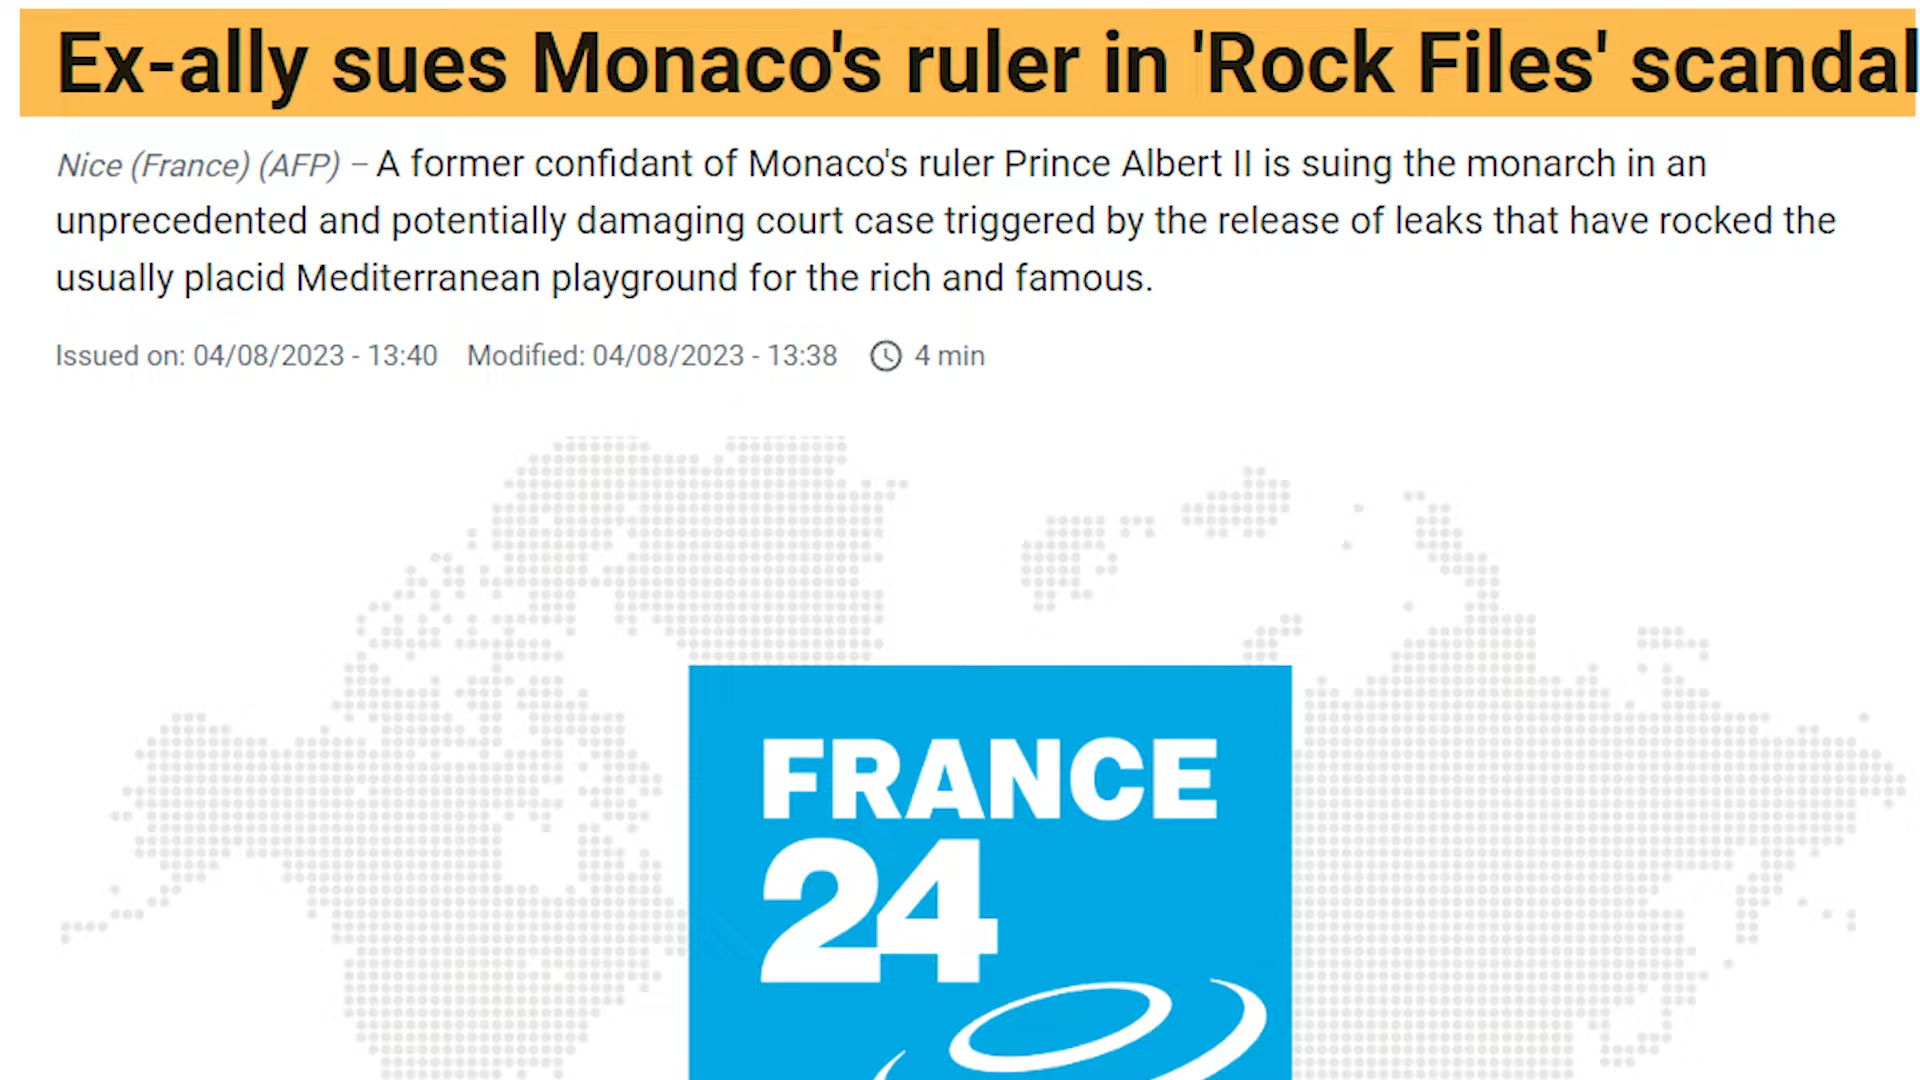 Ex-ally sues Monaco's ruler in 'Rock Files' scandal
Nice (France) (AFP) – A former confidant of Monaco's ruler Prince Albert II is suing the monarch in an
unprecedented and potentially damaging court case triggered by the release of leaks that have rocked the
usually placid Mediterranean playground for the rich and famous.
Issued on: 04/08/2023 - 13:40 Modified: 04/08/2023 - 13:38 4 min
FRANCE
24